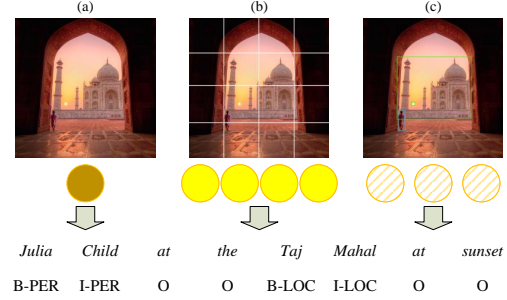 (a) (b) (c)
Julia Child at the Taj Mahal at sunset
B-PER I-PER O O B-LOC I-LOC O O